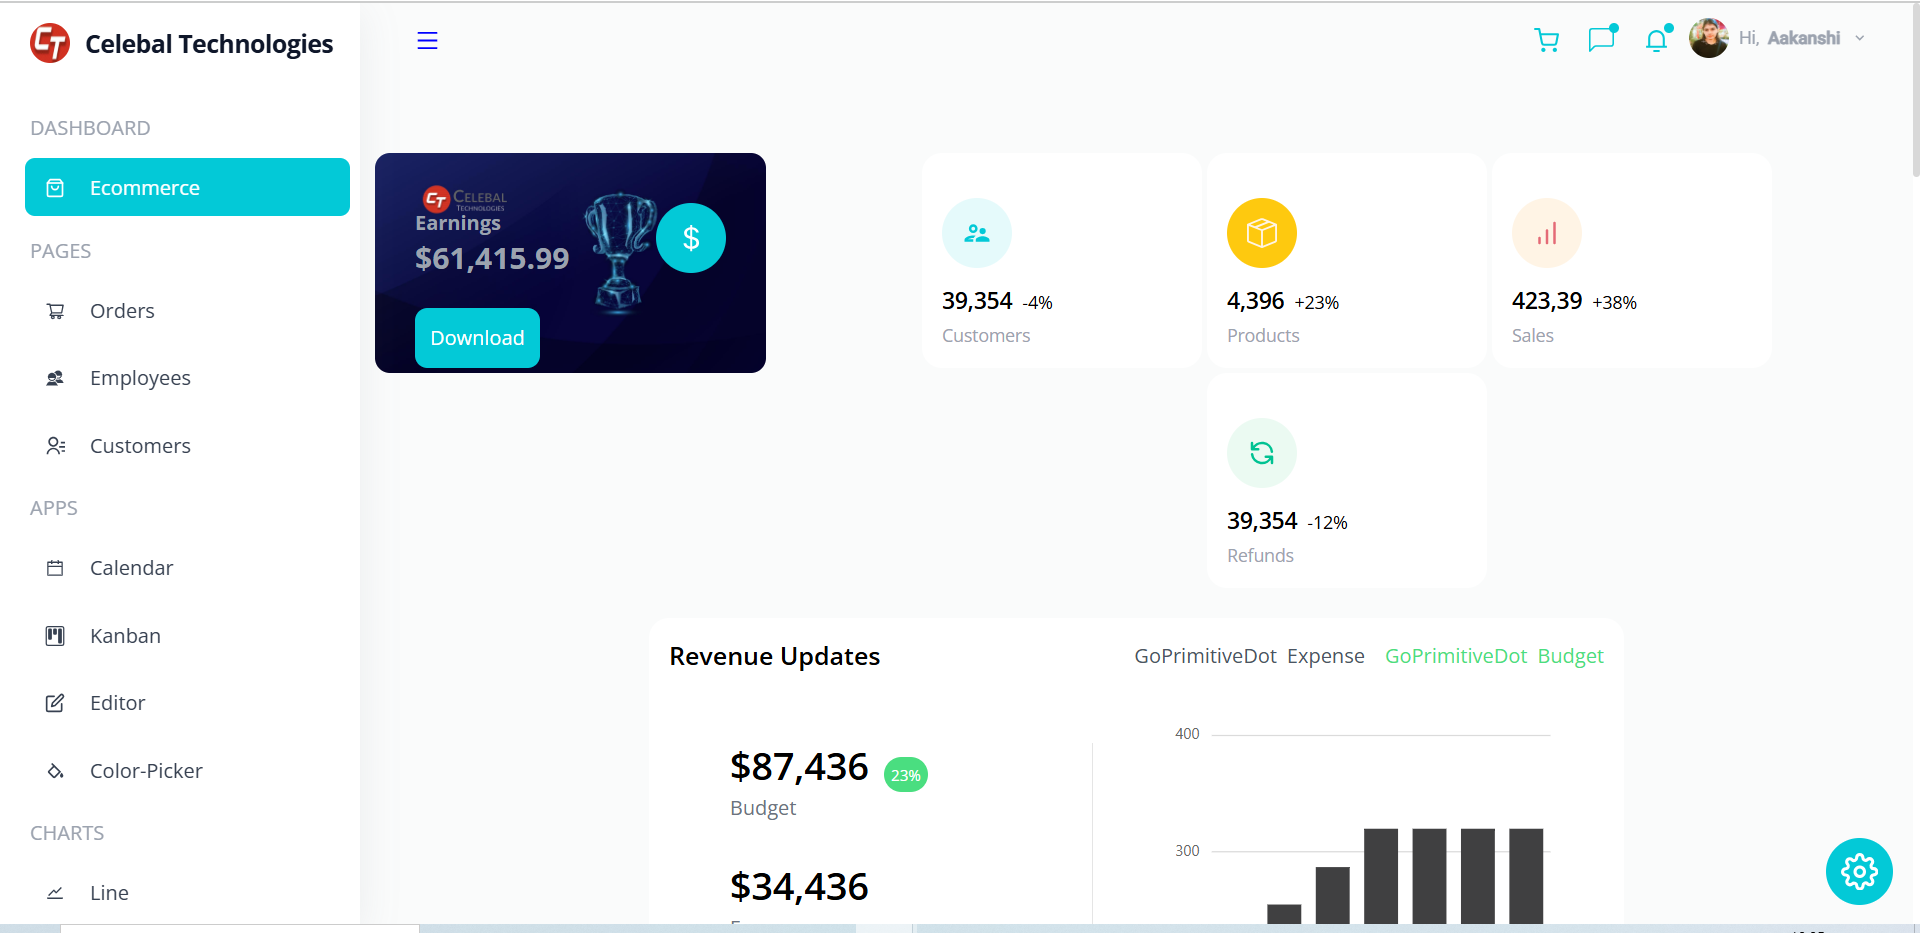 Celebal Technologies
Hi, Aakanshi
DASHBOARD
Ecommerce
PAGES
Orders
Employees
Customers
APPS
Calendar
Kanban
Editor
Color-Picker
CHARTS
Line
CT CELEBAL
TECHNOLOGIES
Earnings
$61,415.99
$
Download
39,354 -4%
Customers
4,396 +23%
Products
423,39 +38%
Sales
39,354 -12%
Refunds
Revenue Updates
GoPrimitiveDot Expense GoPrimitiveDot Budget
$87,436 23%
Budget
$34,436
400
300